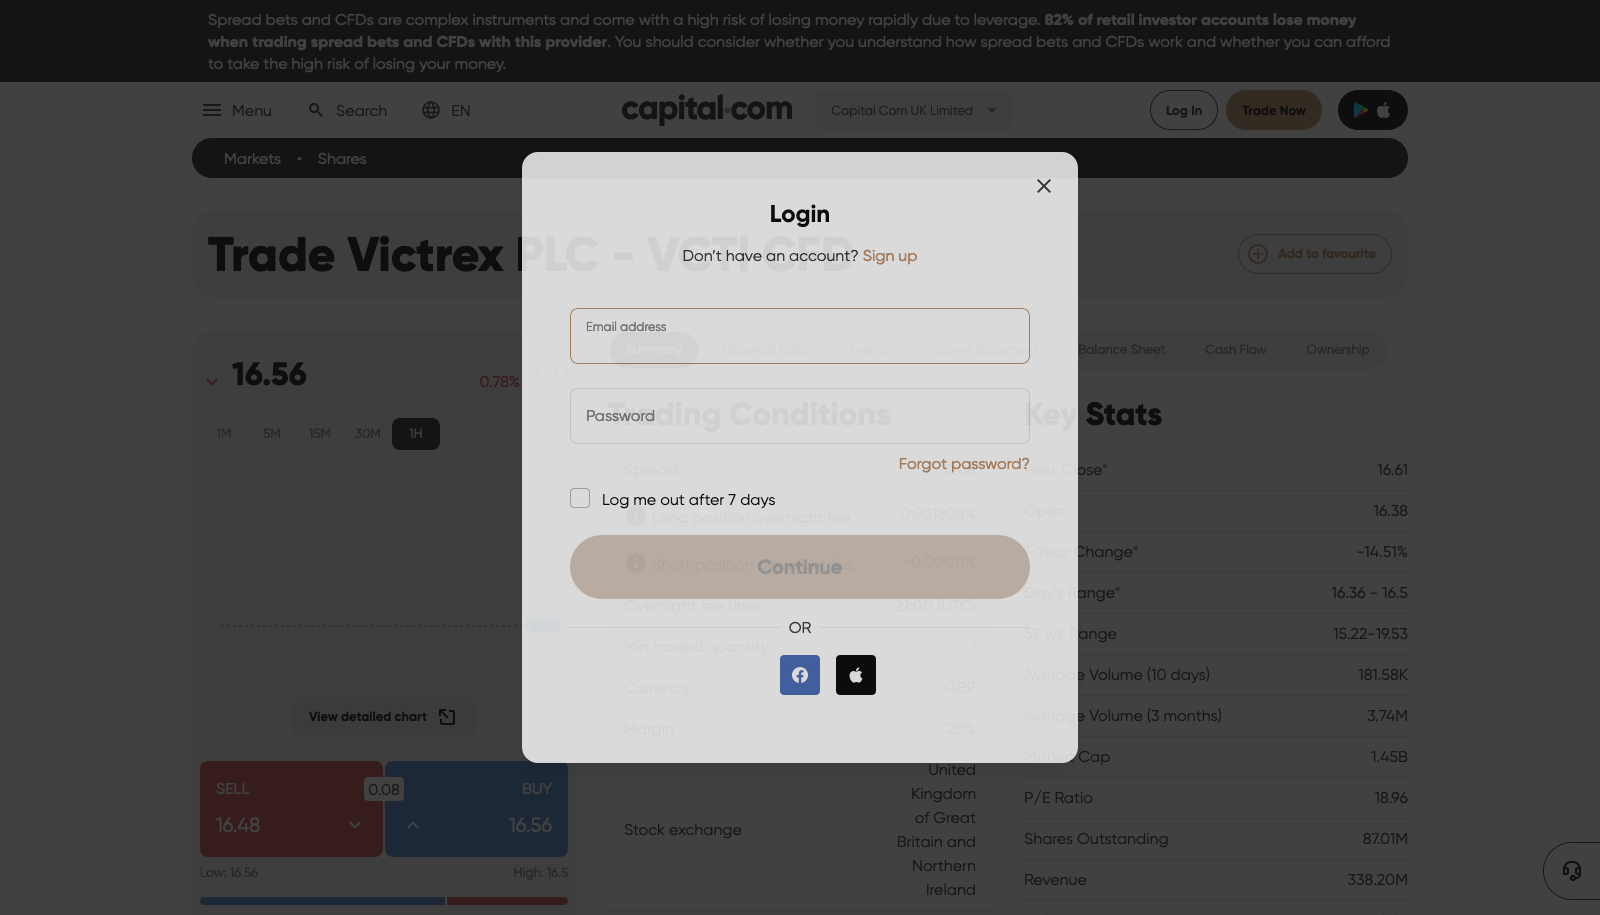 Spread bets and CFDs are complex instruments and come with a high risk of losing money rapidly due to leverage. 82% of retail investor accounts lose money
when trading spread bets and CFDs with this provider. You should consider whether you understand how spread bets and CFDs work and whether you can afford
to take the high risk of losing your money.
Menu
Search
EN
capital.com
Capital Com UK Limited
Log In
Trade Now
Markets • Shares
Trade Victrex PLC - VCTl CFD
Add to favourite
Login
Don't have an account? Sign up
Email address
Password
Forgot password?
Log me out after 7 days
Continue
OR
16.56
0.78%
1M
5M
15M
30M
1H
View detailed chart
SELL
16.48
0.08
BUY
16.56
Low: 16.56
High: 16.5
Summary
Historical Data
Events
Income Statement
Balance Sheet
Cash Flow
Ownership
Trading Conditions
Spread
Long position overnight fee
-0.021808%
Short position
-0.00011%
Overnight fee time
21:00 (UTC)
Min traded quantity
1
Currency
GBP
Margin
20%
Stock exchange
United
Kingdom
of Great
Britain and
Northern
Ireland
Key Stats
Prev. Close*
16.61
Open*
16.38
1-Year Change*
-14.51%
Day's Range*
16.36 - 16.5
52 wk Range
15.22-19.53
Average Volume (10 days)
181.58K
Average Volume (3 months)
3.74M
Market Cap
1.45B
P/E Ratio
18.96
Shares Outstanding
87.01M
Revenue
338.20M